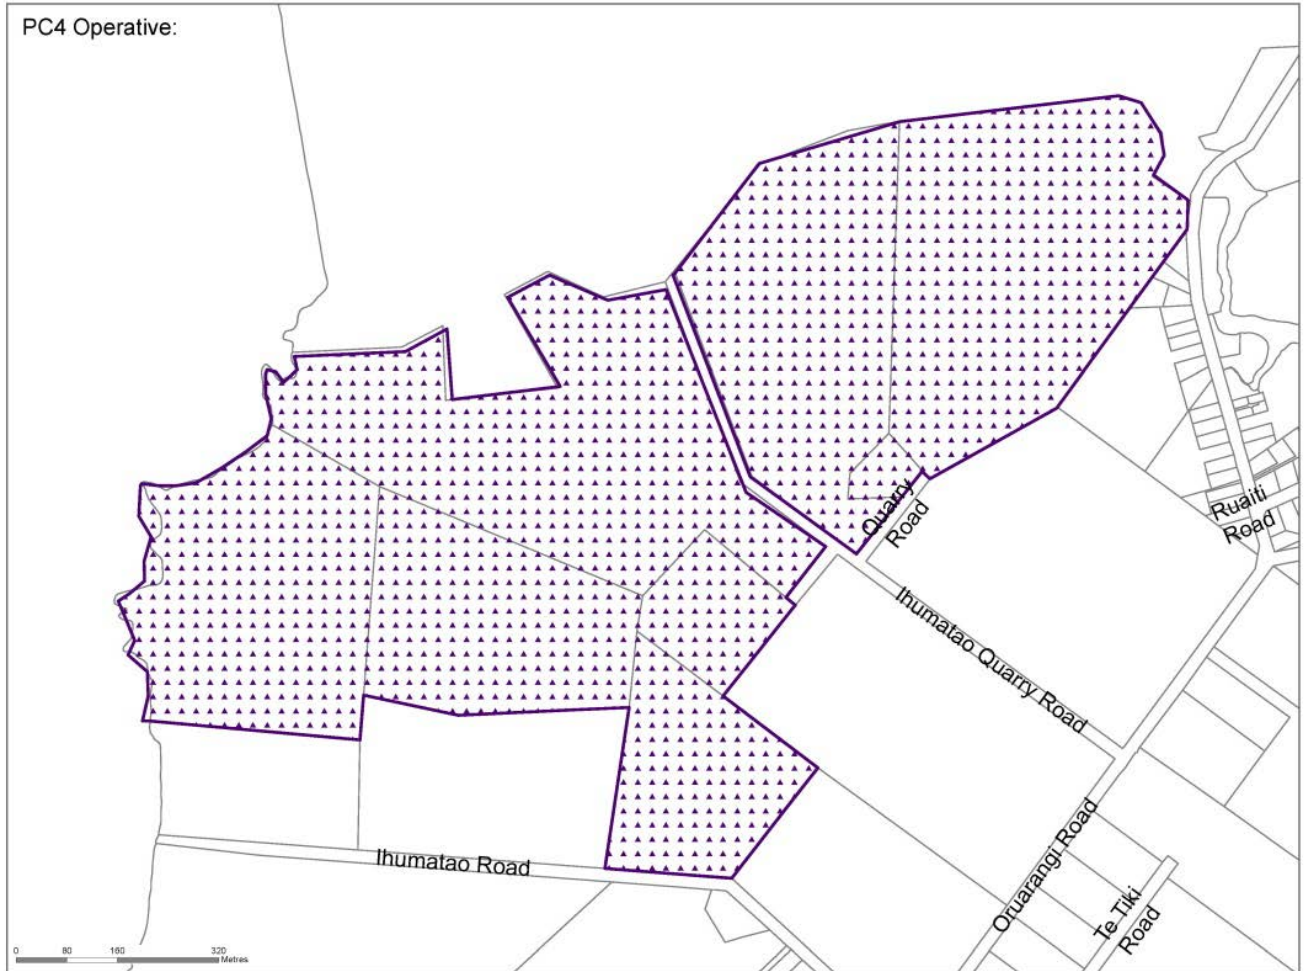 PC4 Operative:
Quarry
Road
Ruaiti
Road
Ihumatao Quarry Road
Oruarangi Road
Ihumatao Road
Te Tiki
Road
0 80 160 320
Metres